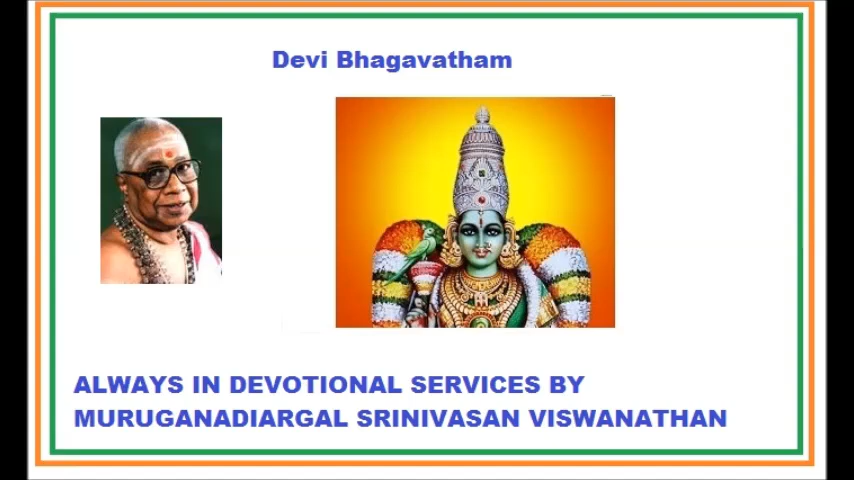 Devi Bhagavatham
ALWAYS IN DEVOTIONAL SERVICES BY
MURUGANADIARGAL SRINIVASAN VISWANATHAN